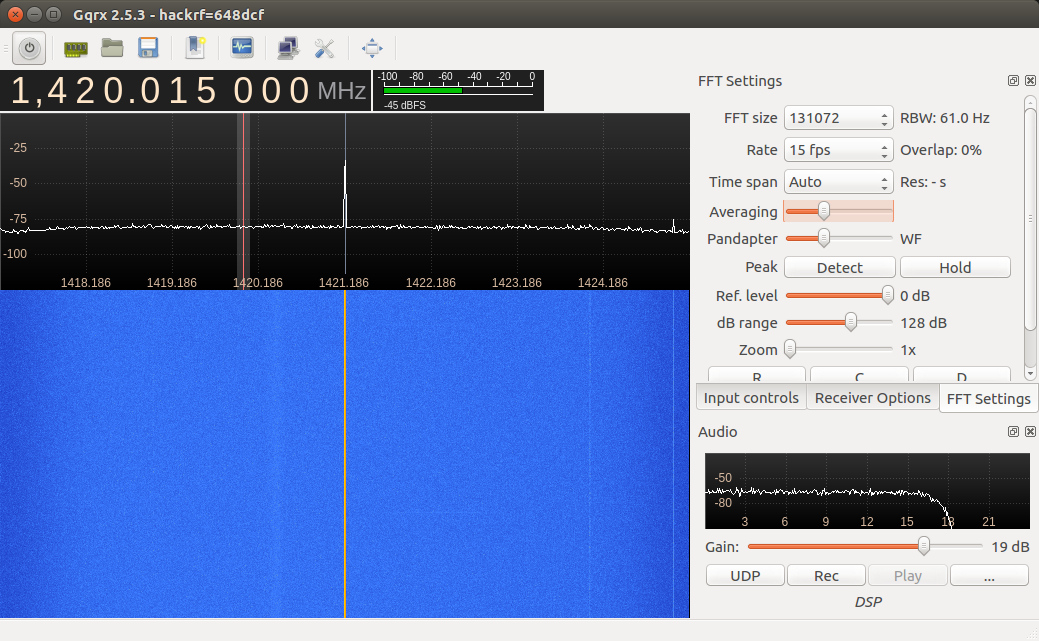 Gqrx 2.5.3 - hackrf=648dcf
1,420.015 000 MHz
-100 -80 -60 -40 -20 0
-45 dBFS
-25
-50
-75
-100
1418.186 1419.186 1420.186 1421.186 1422.186 1423.186 1424.186
FFT Settings
FFT size 131072 RBW: 61.0 Hz
Rate 15 fps Overlap: 0%
Time span Auto Res: - s
Averaging
Pandapter WF
Peak Detect Hold
Ref. level 0 dB
dB range 128 dB
Zoom 1x
R C D
Input controls Receiver Options FFT Settings
Audio
-50
-80
3 6 9 12 15 18 21
Gain: 19 dB
UDP Rec Play ...
DSP